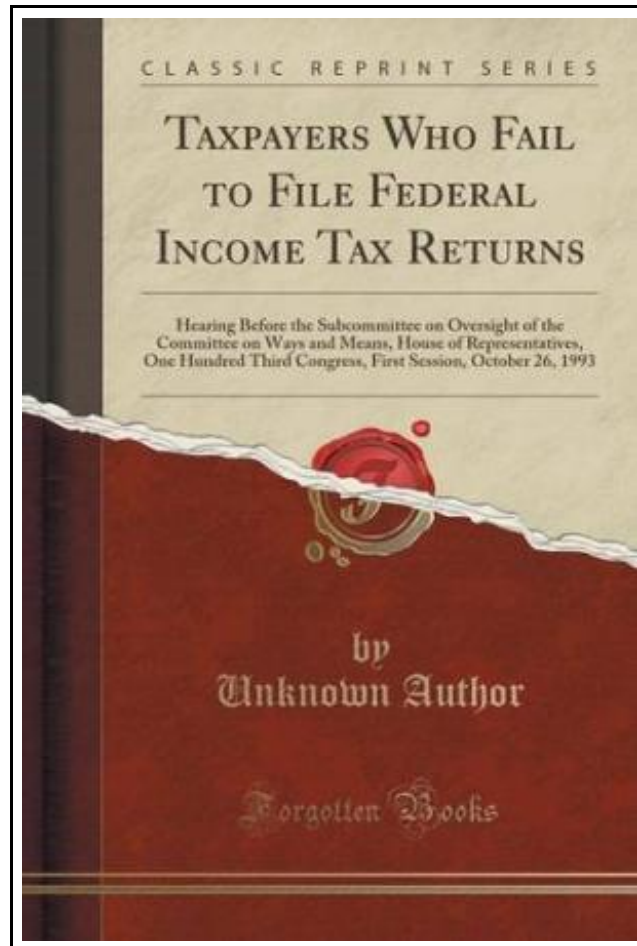 CLASSIC REPRINT SERIES
TAXPAYERS WHO FAIL
TO FILE FEDERAL
INCOME TAX RETURNS
Hearing Before the Subcommittee on Oversight of the
Committee on Ways and Means, House of Representatives,
One Hundred Third Congress, First Session, October 26, 1993
by
Unknown Author
Forgotten Books